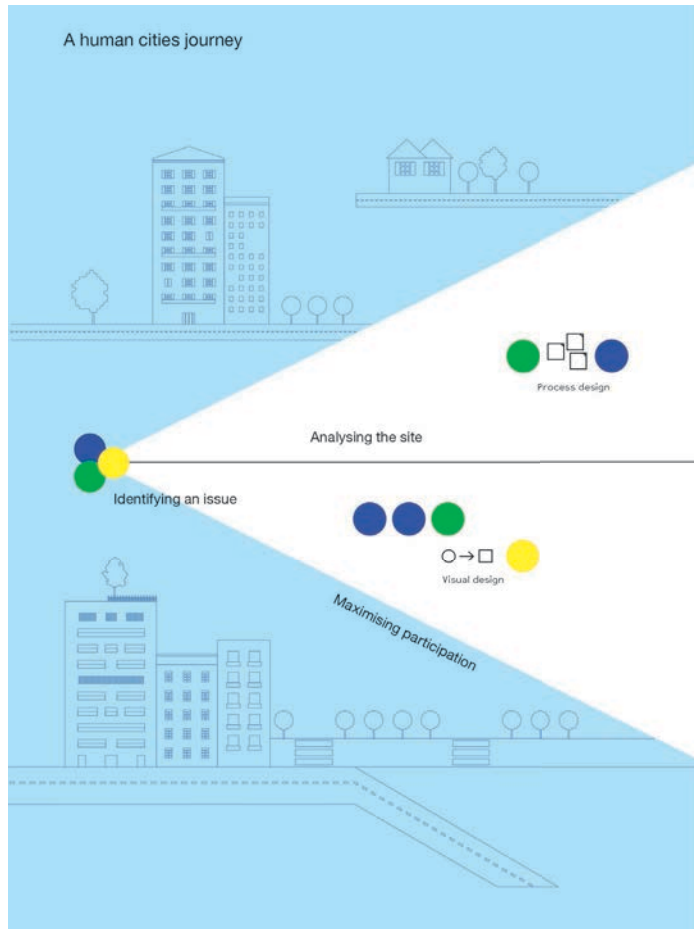 A human cities journey
Process design
Analysing the site
Identifying an issue
Visual design
Maximising participation